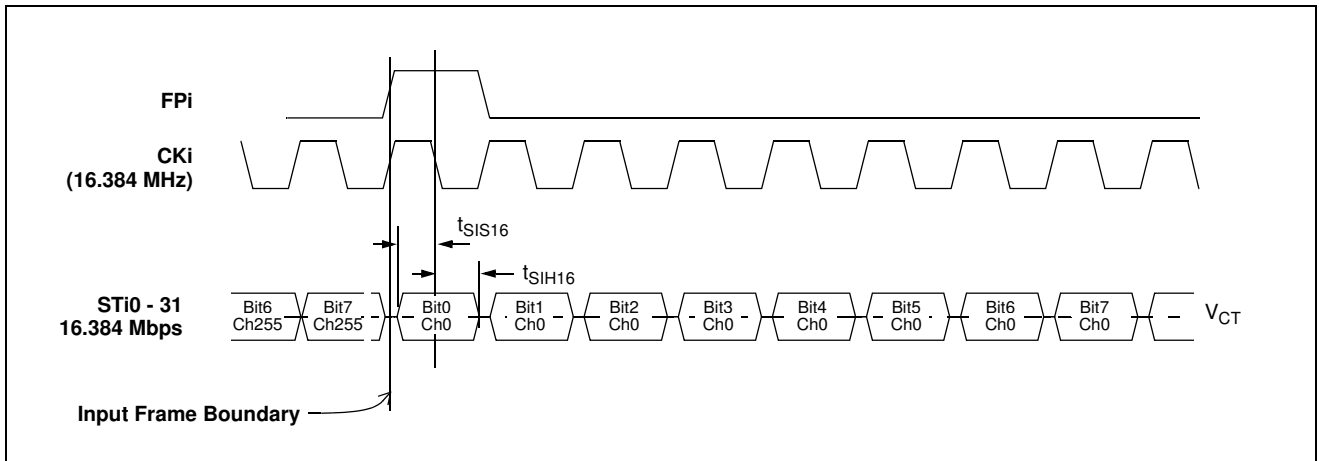 FPi
CKi
(16.384 MHz)
tSIS16
tSIH16
STi0 - 31
16.384 Mbps
Bit6
Ch255
Bit7
Ch255
Bit0
Ch0
Bit1
Ch0
Bit2
Ch0
Bit3
Ch0
Bit4
Ch0
Bit5
Ch0
Bit6
Ch0
Bit7
Ch0
VCT
Input Frame Boundary